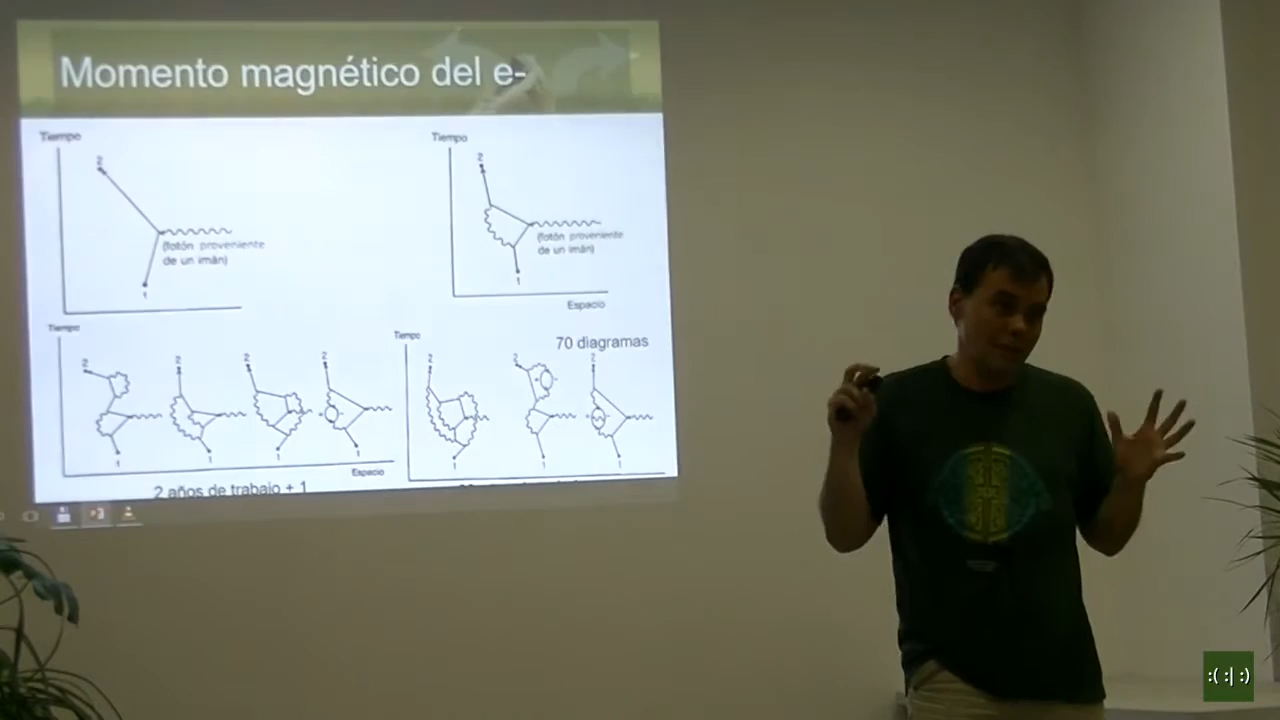 Momento magnético del e-
Tiempo
2
(fotón proveniente
de un imán)
1
Tiempo
2
(fotón proveniente
de un imán)
1
Espacio
Tiempo
2
2
2
2
1
1
1
1
Espacio
2 años de trabajo + 1
Tiempo
70 diagramas
2
2
2
1
1
1
:( :| :)